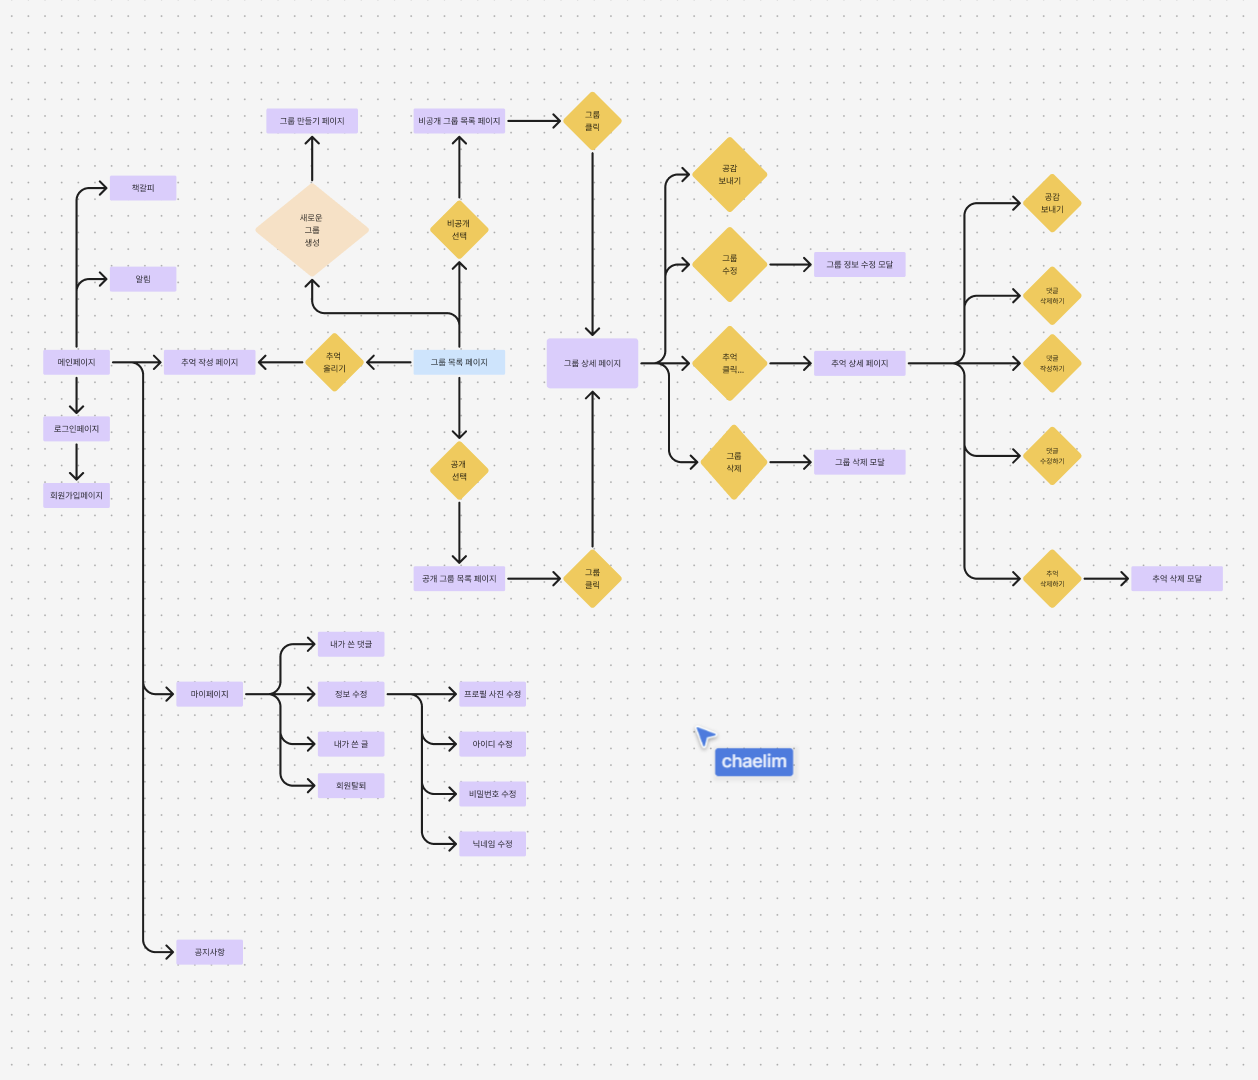 그룹 만들기 페이지
비공개 그룹 목록 페이지
그룹
클릭
공감
보내기
책갈피
새로운
그룹
생성
비공개
선택
공감
보내기
알림
그룹
수정
그룹 정보 수정 모달
댓글
삭제하기
메인페이지
추억 작성 페이지
추억
올리기
그룹 목록 페이지
그룹 상세 페이지
추억
클릭...
추억 상세 페이지
댓글
작성하기
로그인페이지
회원가입페이지
공개
선택
그룹
삭제
그룹 삭제 모달
댓글
수정하기
공개 그룹 목록 페이지
그룹
클릭
추억
삭제하기
추억 삭제 모달
내가 쓴 댓글
마이페이지
정보 수정
프로필 사진 수정
내가 쓴 글
아이디 수정
회원탈퇴
비밀번호 수정
닉네임 수정
chaelim
공지사항